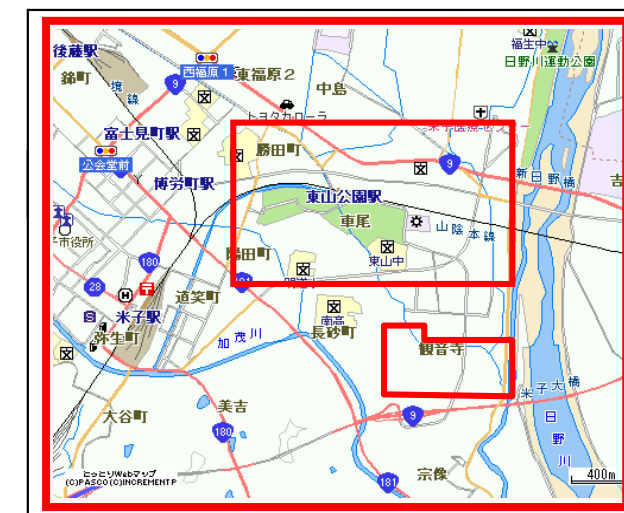 後藤駅
福生中
日野川運動公園
錦町
境線
9
西福原1
東福原2
中島
トヨタカローラ
富士見町駅
勝田町
公会堂前
9
新日野橋
吉
博労町駅
東山公園駅
車尾
山陰本線
市役所
陽田町
東山中
180
181
28
道笑町
米子駅
南高
長砂町
弥生町
加茂川
観音寺
米子大橋
大谷町
美吉
9
日野川
180
とっとりWebマップ
(C)PASCO(C)INCREMENT P
宗像
181
400m